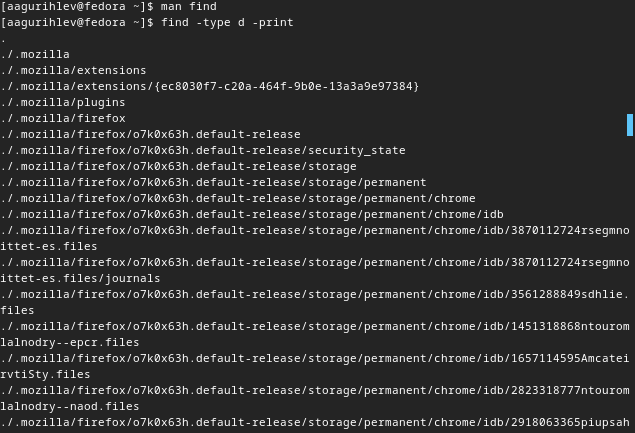 [aagurihlev@fedora ~]$ man find
[aagurihlev@fedora ~]$ find -type d -print
.
./.mozilla
./.mozilla/extensions
./.mozilla/extensions/{ec8030f7-c20a-464f-9b0e-13a3a9e97384}
./.mozilla/plugins
./.mozilla/firefox
./.mozilla/firefox/o7k0x63h.default-release
./.mozilla/firefox/o7k0x63h.default-release/security_state
./.mozilla/firefox/o7k0x63h.default-release/storage
./.mozilla/firefox/o7k0x63h.default-release/storage/permanent
./.mozilla/firefox/o7k0x63h.default-release/storage/permanent/chrome
./.mozilla/firefox/o7k0x63h.default-release/storage/permanent/chrome/idb
./.mozilla/firefox/o7k0x63h.default-release/storage/permanent/chrome/idb/3870112724rsegmno
ittet-es.files
./.mozilla/firefox/o7k0x63h.default-release/storage/permanent/chrome/idb/3870112724rsegmno
ittet-es.files/journals
./.mozilla/firefox/o7k0x63h.default-release/storage/permanent/chrome/idb/3561288849sdhlie.
files
./.mozilla/firefox/o7k0x63h.default-release/storage/permanent/chrome/idb/1451318868ntourom
lalnodry--epcr.files
./.mozilla/firefox/o7k0x63h.default-release/storage/permanent/chrome/idb/1657114595Amcatei
rvtiSty.files
./.mozilla/firefox/o7k0x63h.default-release/storage/permanent/chrome/idb/2823318777ntourom
lalnodry--naod.files
./.mozilla/firefox/o7k0x63h.default-release/storage/permanent/chrome/idb/2918063365piupsah